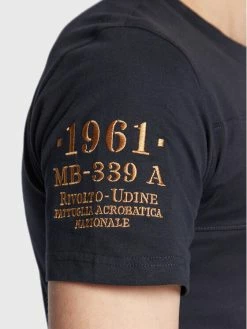 ·1961·
MB-339 A
RIVOLTO-UDINE
PATTUGLIA ACROBATICA
NAZIONALE